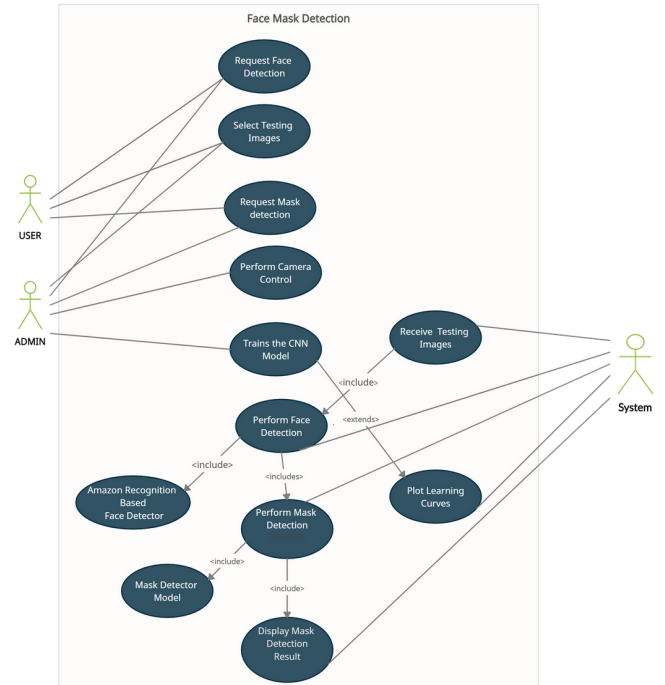 Face Mask Detection
Request Face
Detection
Select Testing
Images
USER
Request Mask
detection
Perform Camera
Control
ADMIN
Trains the CNN
Model
Receive Testing
Images
System
<include>
<extends>
Perform Face
Detection
<include>
<includes>
Amazon Recognition
Based
Face Detector
Plot Learning
Curves
Perform Mask
Detection
<include>
Mask Detector
Model
<include>
Display Mask
Detection
Result